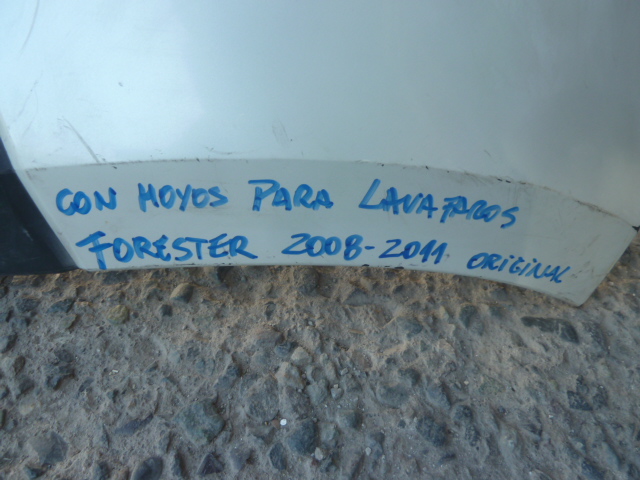 CON HOYOS PARA LAVAFAROS
FORESTER 2008-2011 ORIGINAL